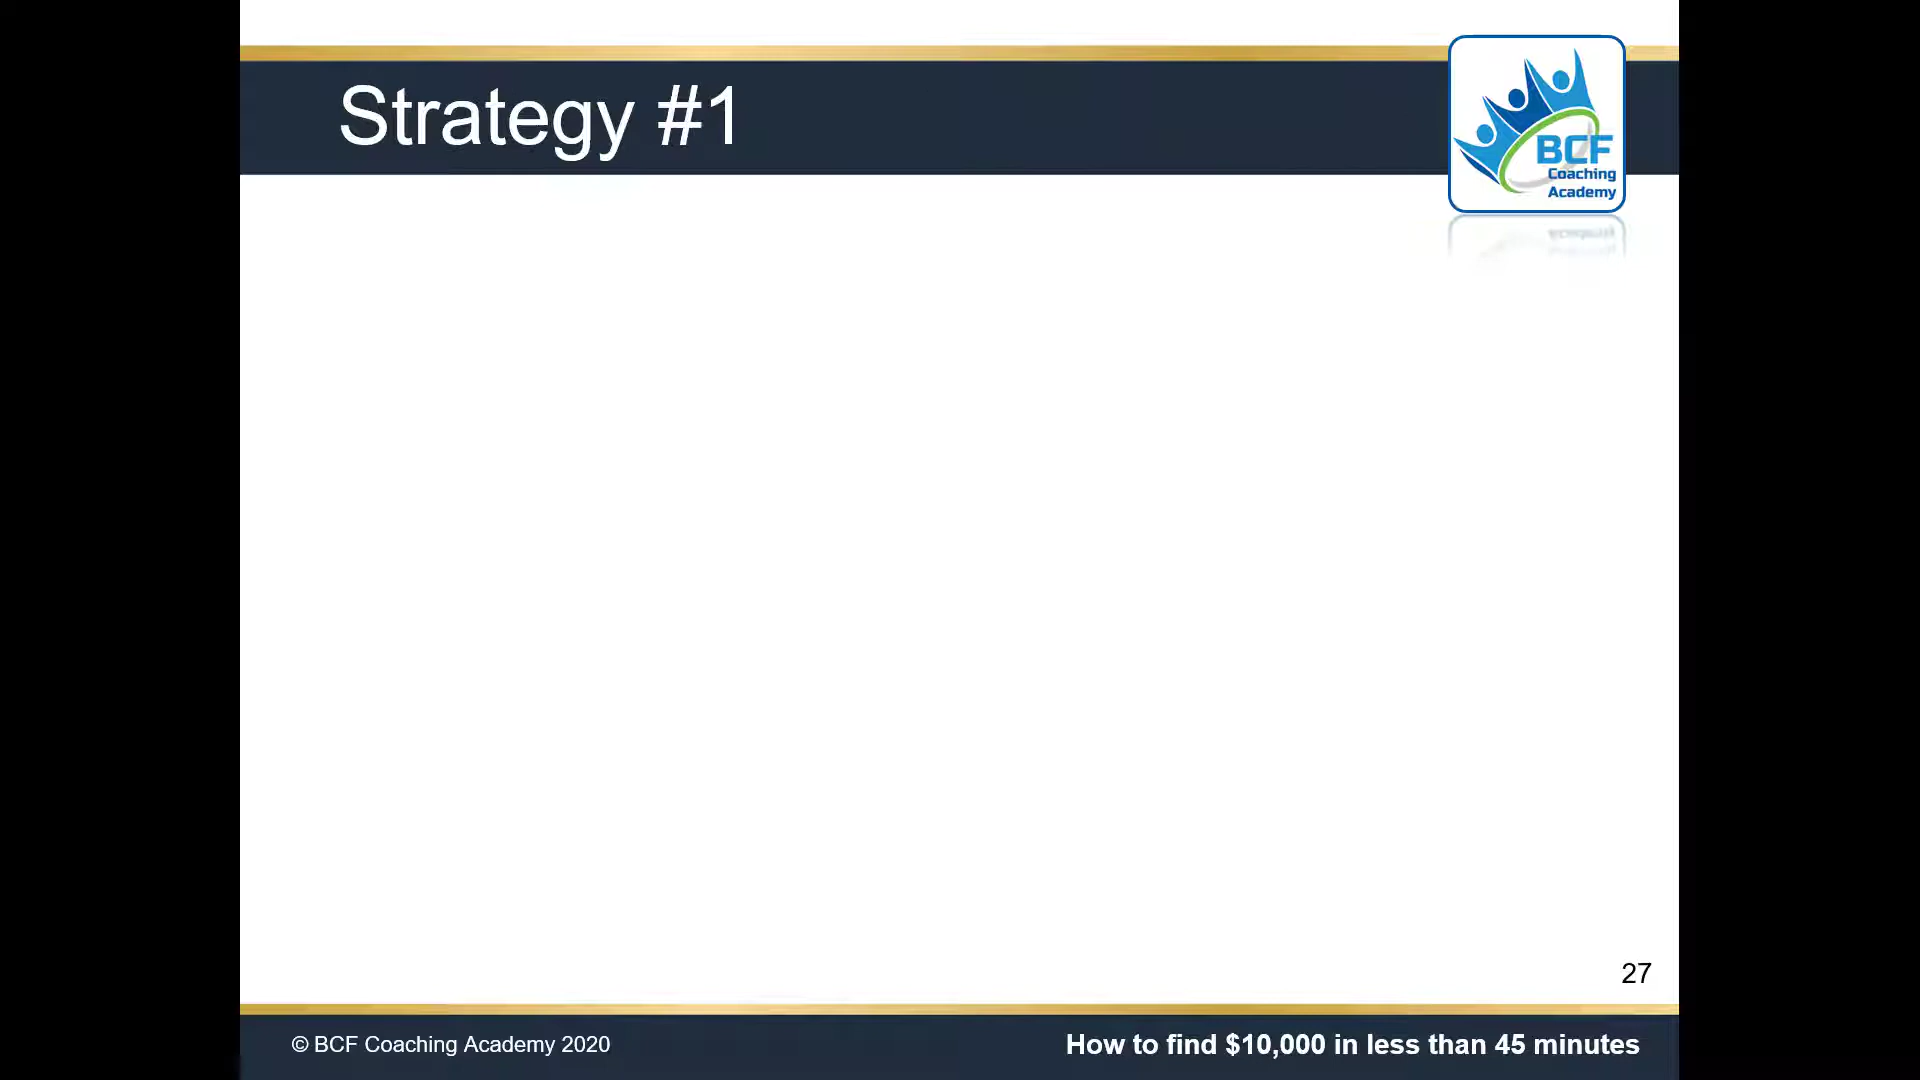 Strategy #1
BCF
Coaching
Academy
27
© BCF Coaching Academy 2020
How to find $10,000 in less than 45 minutes